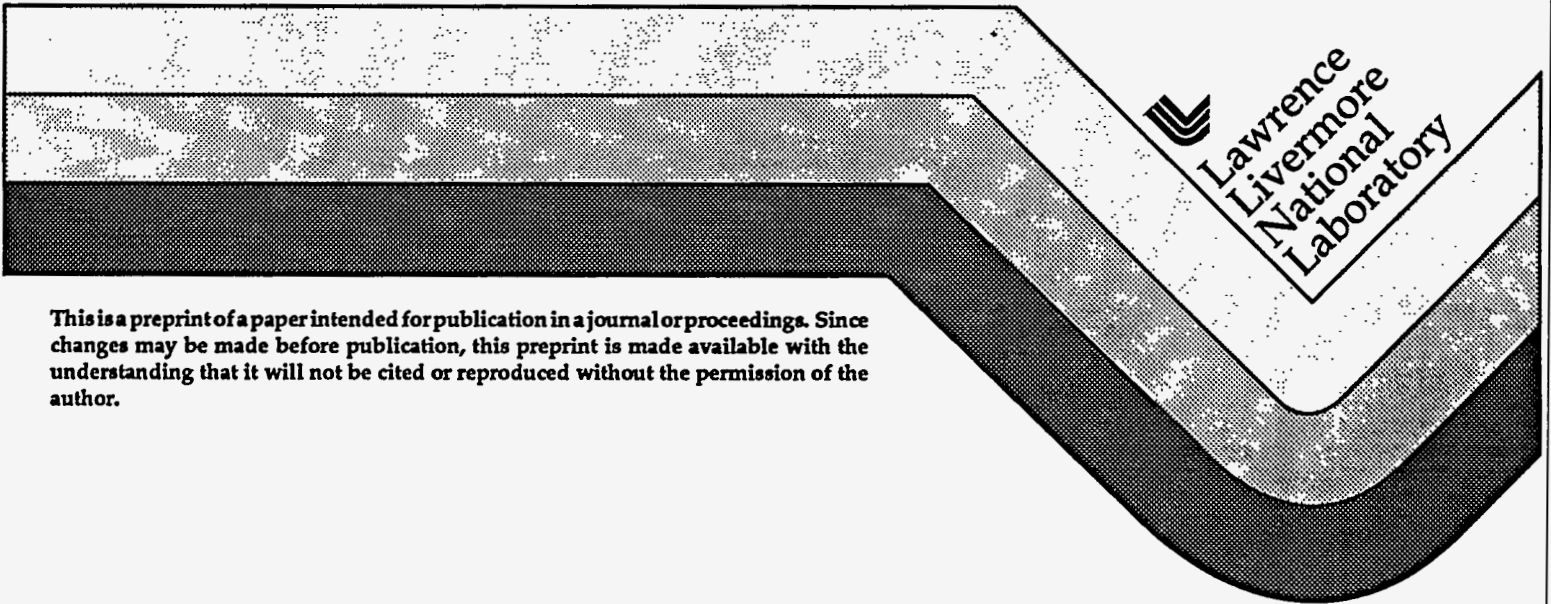 Lawrence
Livermore
National
Laboratory
This is a preprint of a paper intended for publication in a journal or proceedings. Since
changes may be made before publication, this preprint is made available with the
understanding that it will not be cited or reproduced without the permission of the
author.